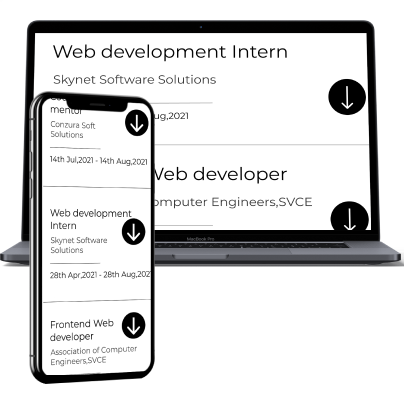 Web development Intern
Skynet Software Solutions
ug,2021
Web developer
omputer Engineers,SVCE
MacBook Pro
mentor
Conzura Soft
Solutions
14th Jul,2021 - 14th Aug,2021
Web development
Intern
Skynet Software
Solutions
28th Apr,2021 - 28th Aug,202
Frontend Web
developer
Association of Computer
Engineers,SVCE